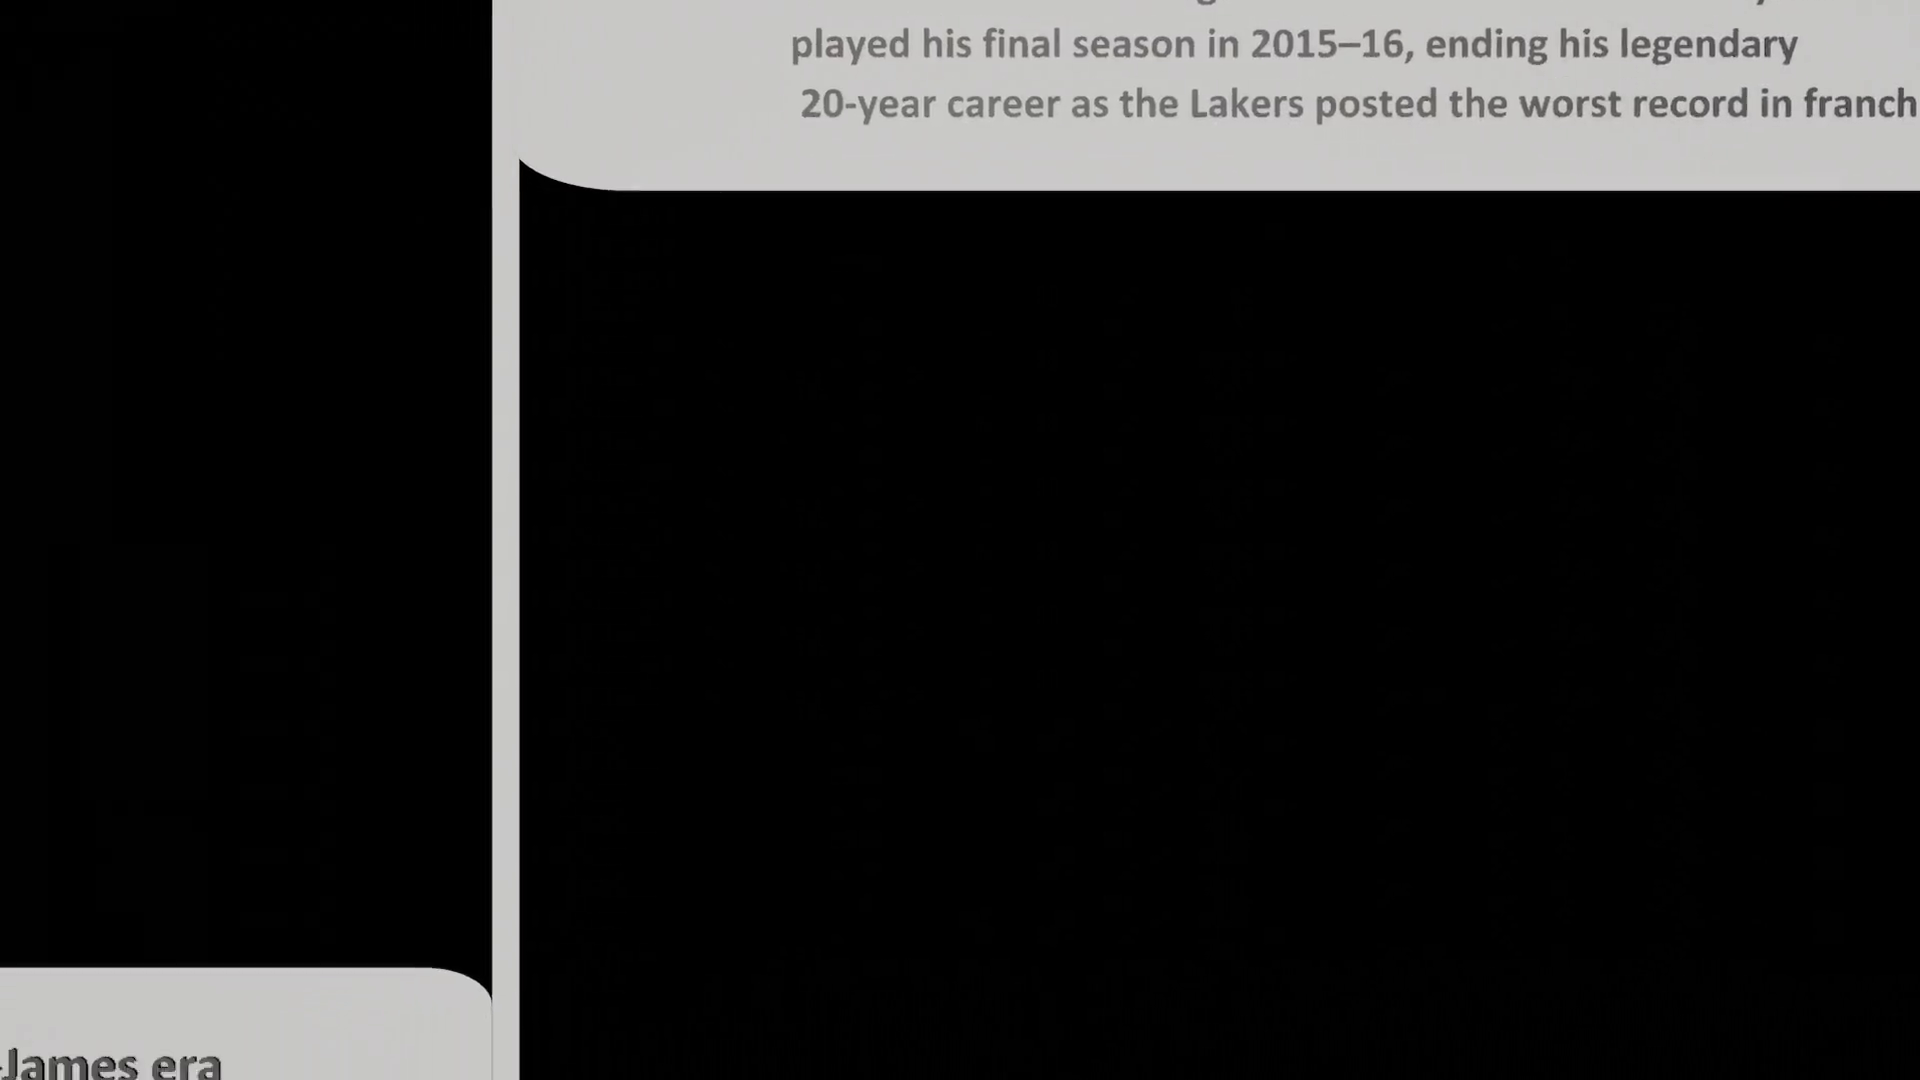 played his final season in 2015–16, ending his legendary
20-year career as the Lakers posted the worst record in franch
-James era